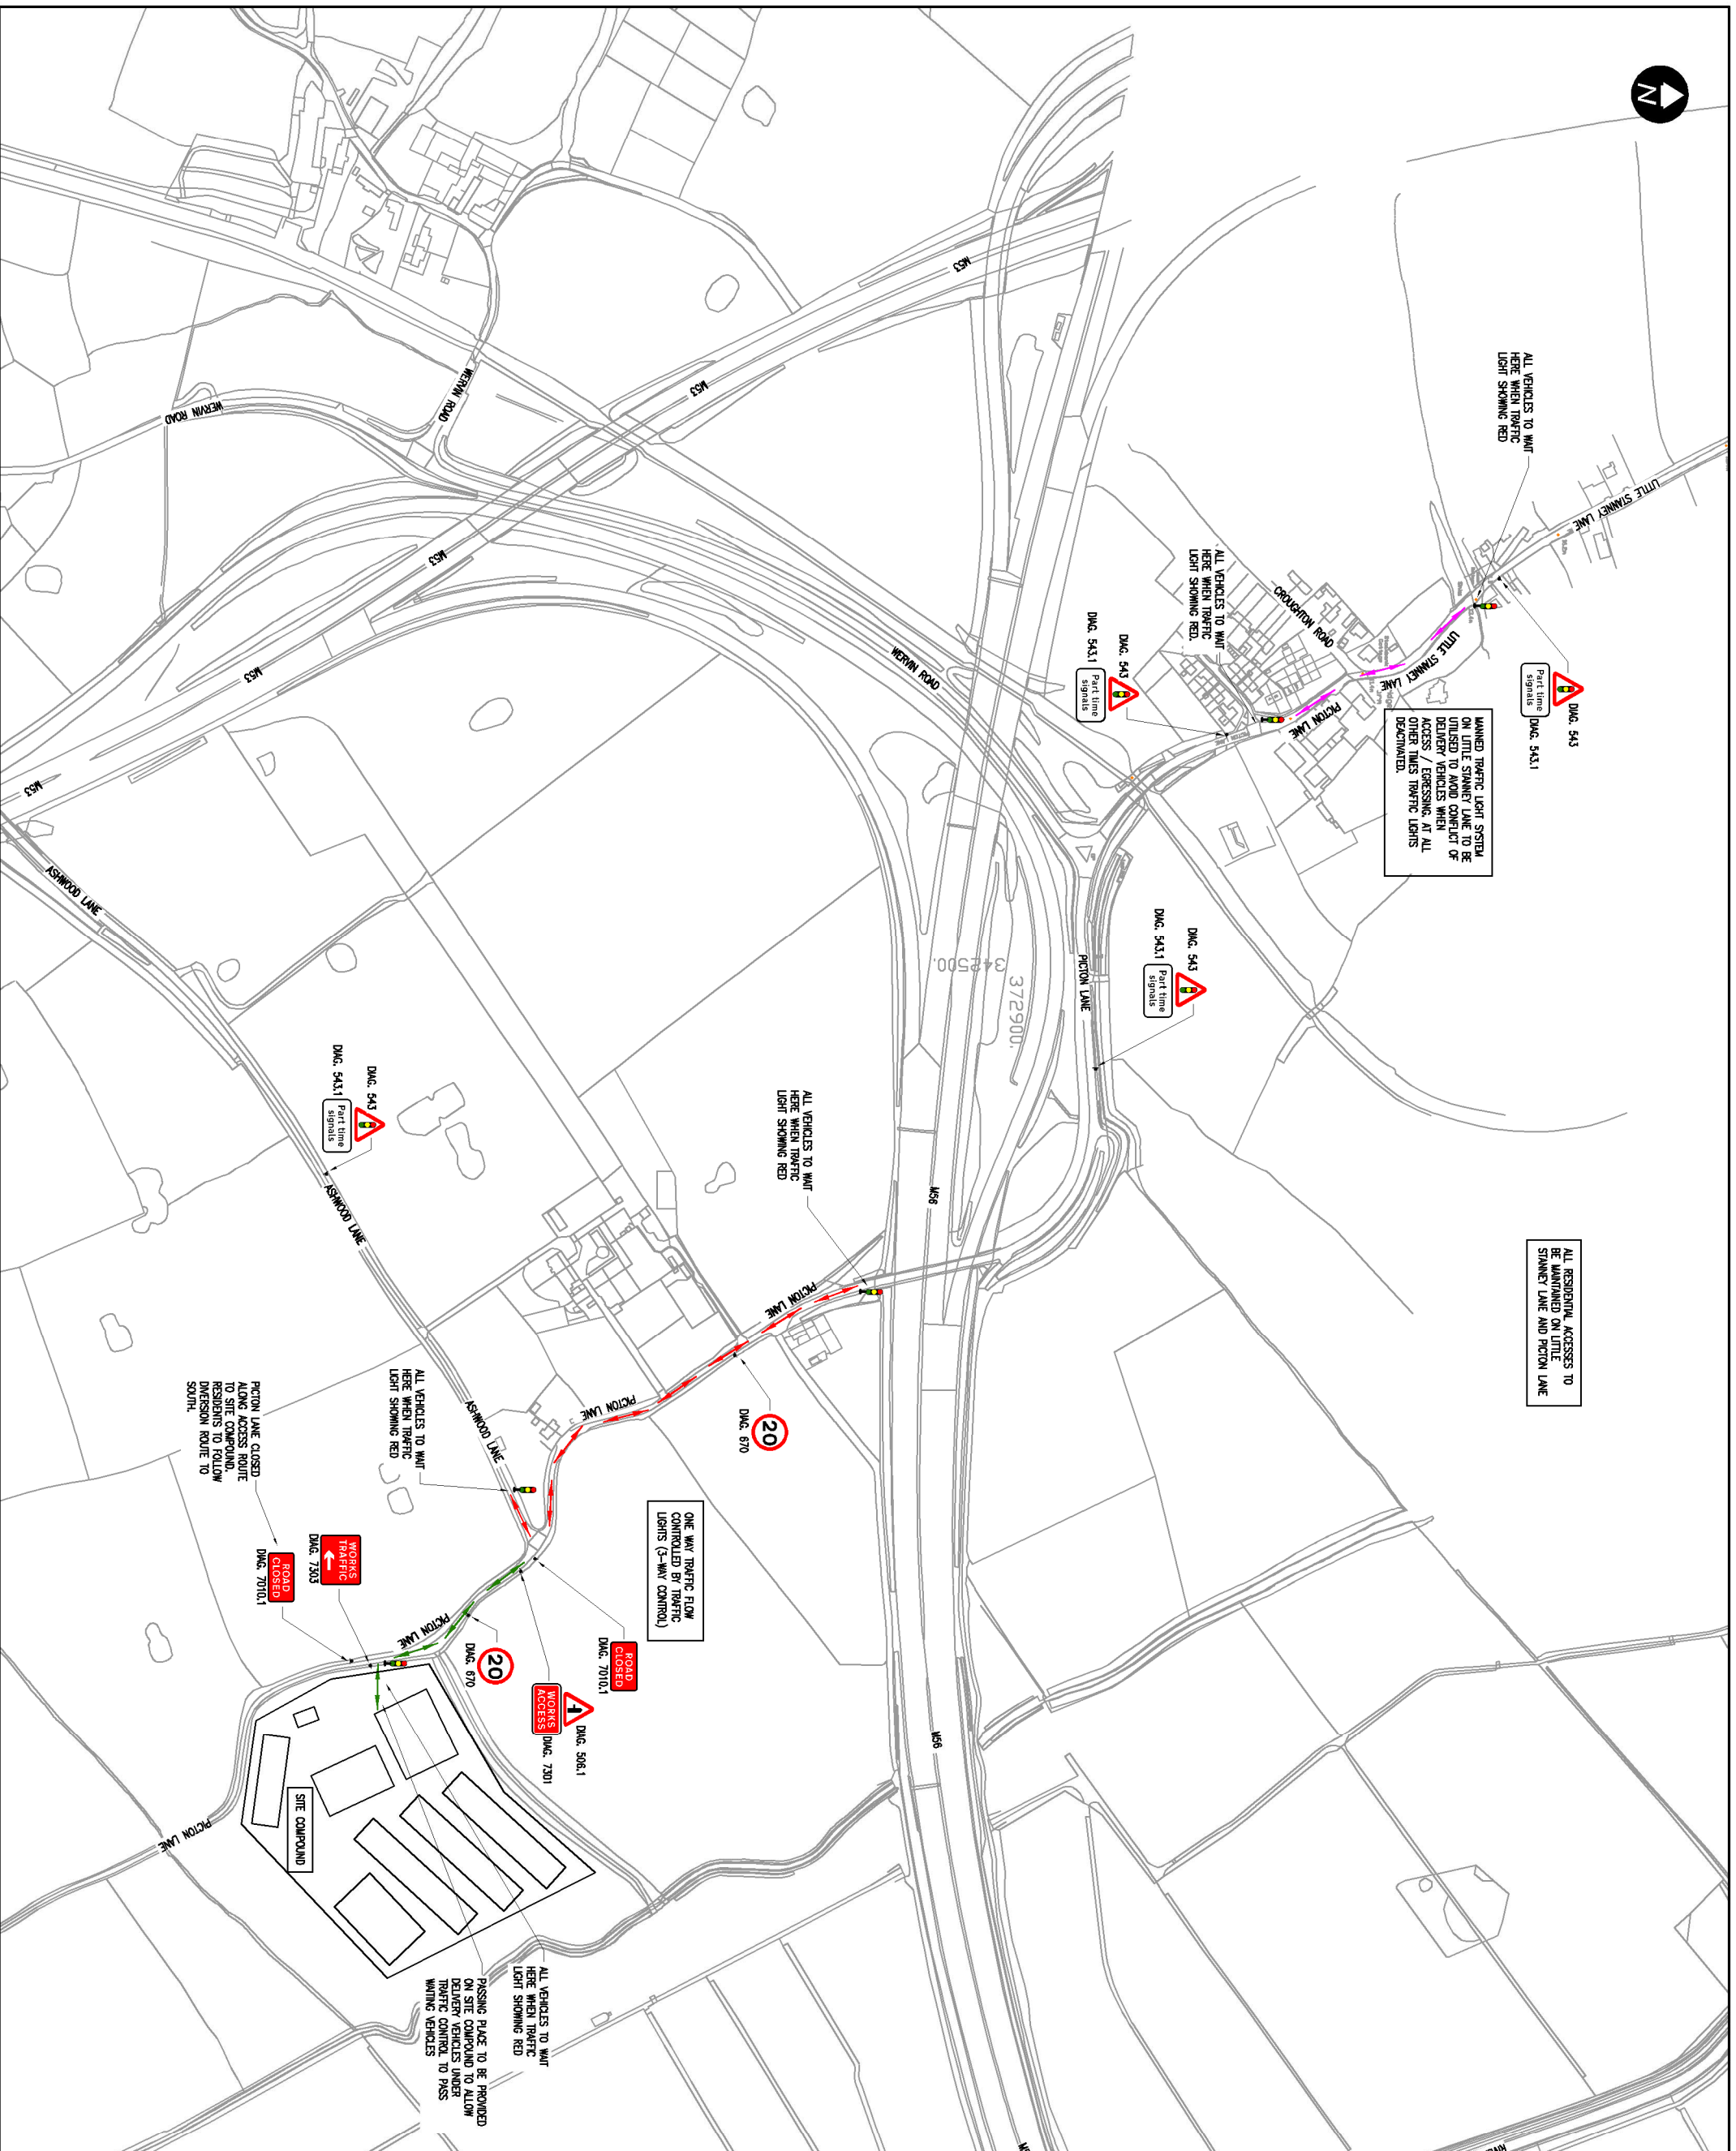 N
ALL VEHICLES TO WAIT
HERE WHEN TRAFFIC
LIGHT SHOWING RED
LITTLE STANNEY LANE
DIAG. 543
Part time
signals
DIAG. 543.1
MANNED TRAFFIC LIGHT SYSTEM
ON LITTLE STANNEY LANE TO BE
UTILISED TO AVOID CONFLICT OF
DELIVERY VEHICLES WHEN
ACCESS / EGRESSING. AT ALL
OTHER TIMES TRAFFIC LIGHTS
DEACTIVATED.
ALL RESIDENTIAL ACCESSES TO
BE MAINTAINED ON LITTLE
STANNEY LANE AND PICTON LANE
LITTLE STANNEY LANE
CROUGHTON ROAD
PICTON LANE
ALL VEHICLES TO WAIT
HERE WHEN TRAFFIC
LIGHT SHOWING RED.
DIAG. 543
DIAG. 543.1
Part time
signals
PICTON LANE
DIAG. 543
DIAG. 543.1
Part time
signals
PICTON LANE
372900.
342500.
WERVIN ROAD
M53
M53
M53
M53
M53
WERVIN ROAD
WERVIN ROAD
M56
M56
ALL VEHICLES TO WAIT
HERE WHEN TRAFFIC
LIGHT SHOWING RED
PICTON LANE
20
DIAG. 670
PICTON LANE
ONE WAY TRAFFIC FLOW
CONTROLLED BY TRAFFIC
LIGHTS (3-WAY CONTROL)
ROAD
CLOSED
DIAG. 7010.1
DIAG. 506.1
WORKS
ACCESS
DIAG. 7301
20
DIAG. 670
ASHWOOD LANE
ASHWOOD LANE
ASHWOOD LANE
DIAG. 543
DIAG. 543.1
Part time
signals
ALL VEHICLES TO WAIT
HERE WHEN TRAFFIC
LIGHT SHOWING RED
PICTON LANE
WORKS
TRAFFIC
DIAG. 7303
ROAD
CLOSED
DIAG. 7010.1
PICTON LANE CLOSED
ALONG ACCESS ROUTE
TO SITE COMPOUND.
RESIDENTS TO FOLLOW
DIVERSION ROUTE TO
SOUTH.
SITE COMPOUND
PICTON LANE
ALL VEHICLES TO WAIT
HERE WHEN TRAFFIC
LIGHT SHOWING RED
PASSING PLACE TO BE PROVIDED
ON SITE COMPOUND TO ALLOW
DELIVERY VEHICLES UNDER
TRAFFIC CONTROL TO PASS
WAITING VEHICLES